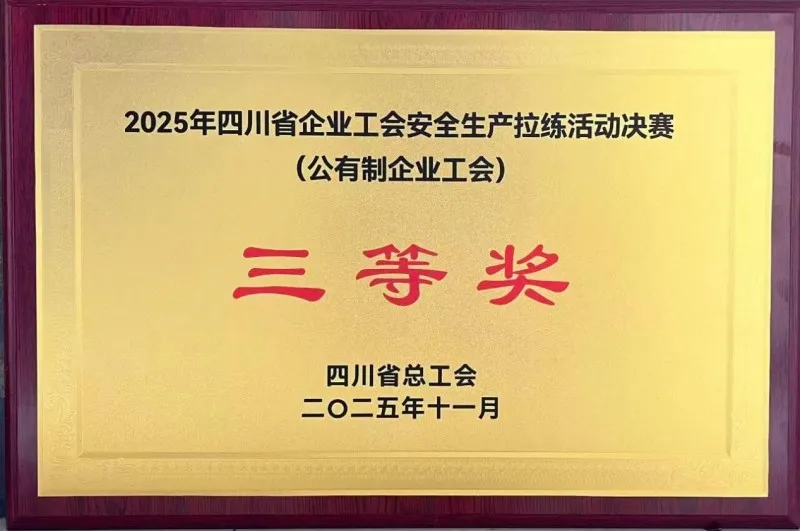 2025年四川省企业工会安全生产拉练活动决赛
（公有制企业工会）
三等奖
四川省总工会
二〇二五年十一月